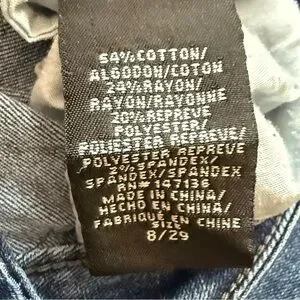 54% COTTON/
ALGODON/COTON
24% RAYON/
RAYON/RAYONNE
20% REPREVE
POLYESTER/
POLIESTER REPREVE
POLYESTER REPREVE
2% SPANDEX/
SPANDEX/SPANDEX
RN# 147136
MADE IN CHINA/
HECHO EN CHINA/
FABRIQUÉ EN CHINE
SIZE
8/29